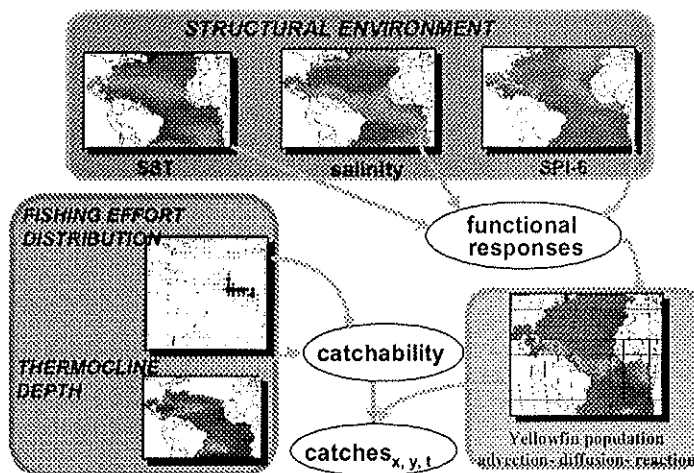 STRUCTURAL ENVIRONMENT
SST
salinity
SPI-6
FISHING EFFORT
DISTRIBUTION
functional
responses
catchability
THERMOCLINE
DEPTH
catches x, y, t
Yellowfin population
advection- diffusion- reaction